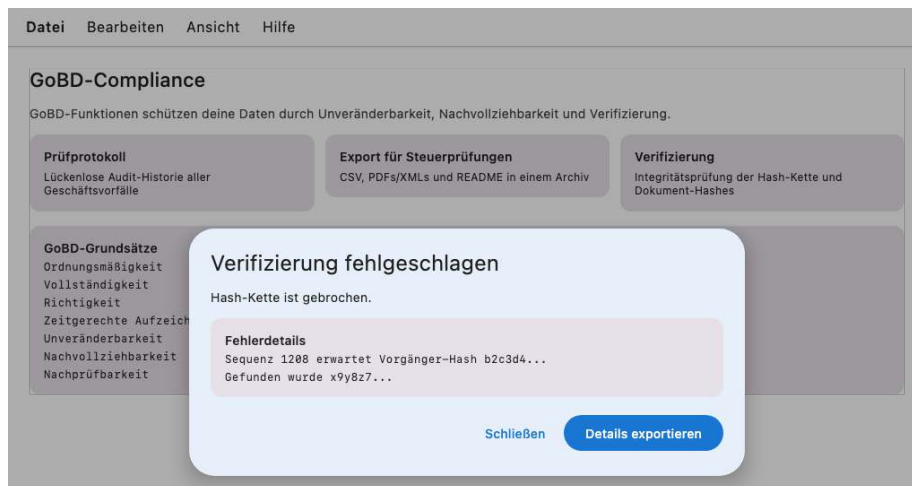 Datei Bearbeiten Ansicht Hilfe
GoBD-Compliance
GoBD-Funktionen schützen deine Daten durch Unveränderbarkeit, Nachvollziehbarkeit und Verifizierung.
Prüfprotokoll
Lückenlose Audit-Historie aller
Geschäftsvorfälle
Export für Steuerprüfungen
CSV, PDFs/XMLs und README in einem Archiv
Verifizierung
Integritätsprüfung der Hash-Kette und
Dokument-Hashes
GoBD-Grundsätze
Ordnungsmäßigkeit
Vollständigkeit
Richtigkeit
Zeitgerechte Aufzeich
Unveränderbarkeit
Nachvollziehbarkeit
Nachprüfbarkeit
Verifizierung fehlgeschlagen
Hash-Kette ist gebrochen.
Fehlerdetails
Sequenz 1208 erwartet Vorgänger-Hash b2c3d4...
Gefunden wurde x9y8z7...
Schließen
Details exportieren